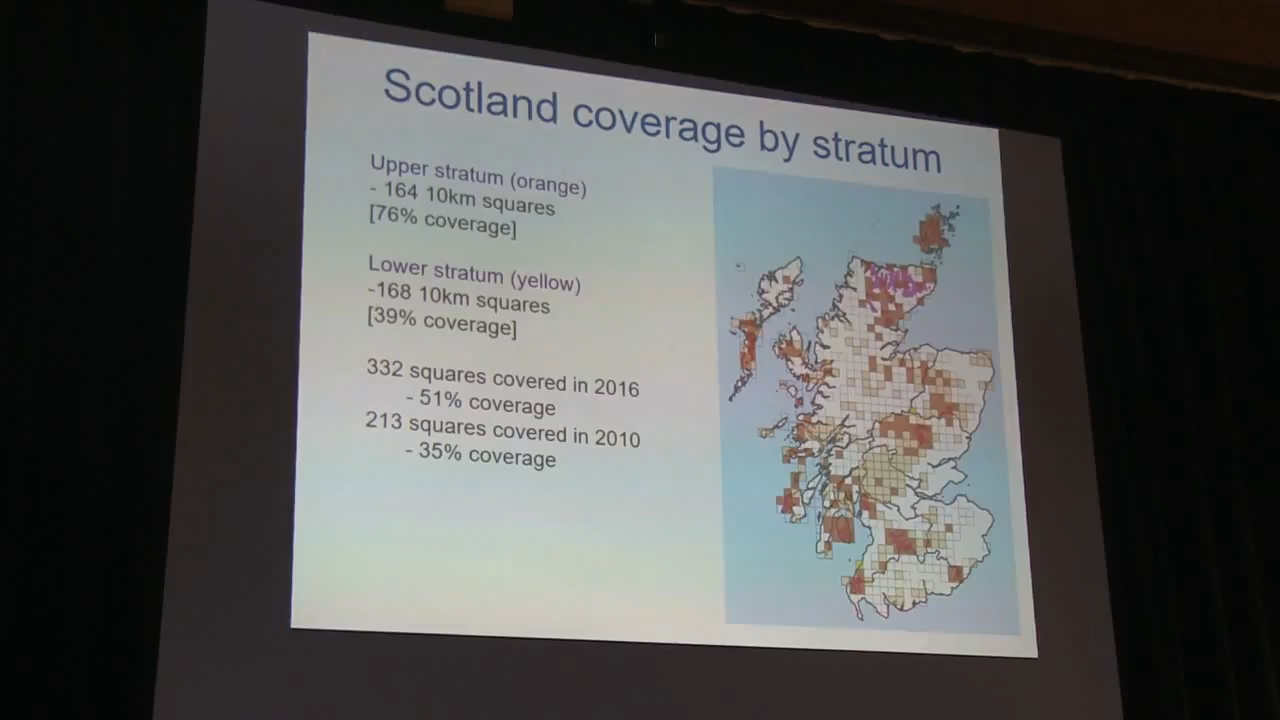 Scotland coverage by stratum
Upper stratum (orange)
- 164 10km squares
[76% coverage]
Lower stratum (yellow)
-168 10km squares
[39% coverage]
332 squares covered in 2016
- 51% coverage
213 squares covered in 2010
- 35% coverage